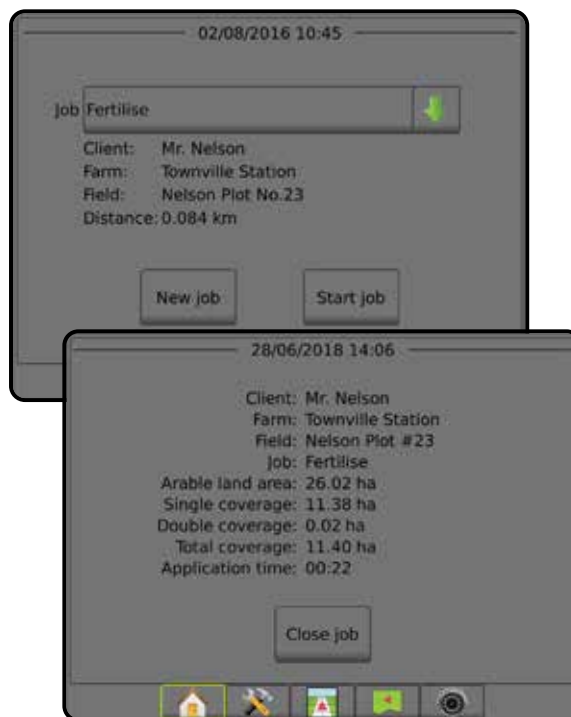 02/08/2016 10:45
Job Fertilise
Client: Mr. Nelson
Farm: Townville Station
Field: Nelson Plot No.23
Distance: 0.084 km
New job Start job
28/06/2018 14:06
Client: Mr. Nelson
Farm: Townville Station
Field: Nelson Plot #23
Job: Fertilise
Arable land area: 26.02 ha
Single coverage: 11.38 ha
Double coverage: 0.02 ha
Total coverage: 11.40 ha
Application time: 00:22
Close job